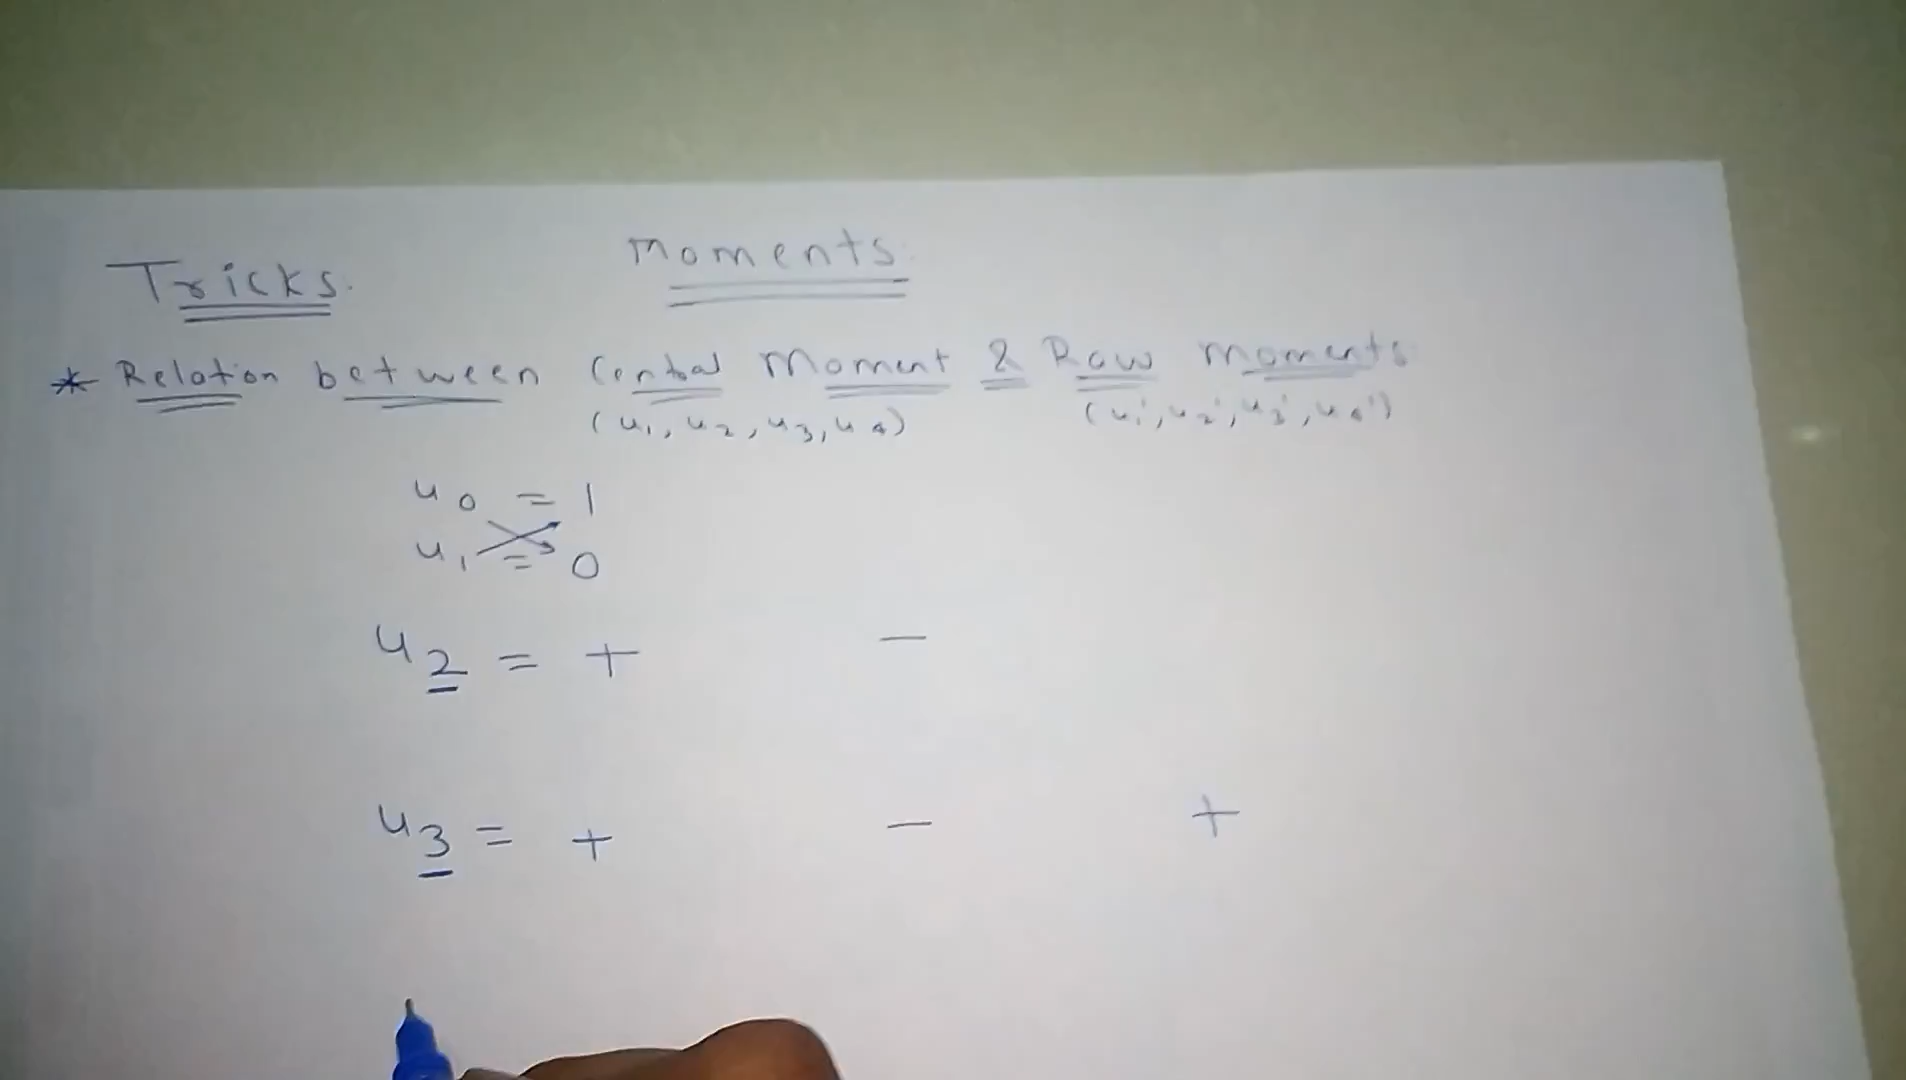 Tricks.
Moments.
* Relation between Central Moment & Raw Moments
(u₁, u₂, u₃, u₄)
(u₁', u₂', u₃', u₄')
u₀ = 1
u₁ = 0
u₂ = + −
u₃ = + − +